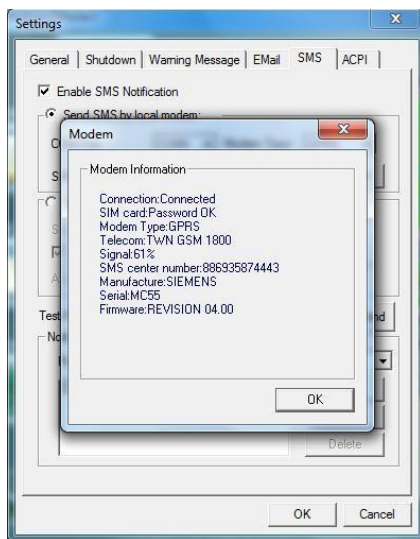 Settings
General Shutdown Warning Message EMail SMS ACPI
Enable SMS Notification
Send SMS by local modem:
Modem
Modem Information
Connection:Connected
SIM card:Password OK
Modem Type:GPRS
Telecom:TWN GSM 1800
Signal:61%
SMS center number:886935874443
Manufacture:SIEMENS
Serial:MC55
Firmware:REVISION 04.00
OK
Delete
OK Cancel